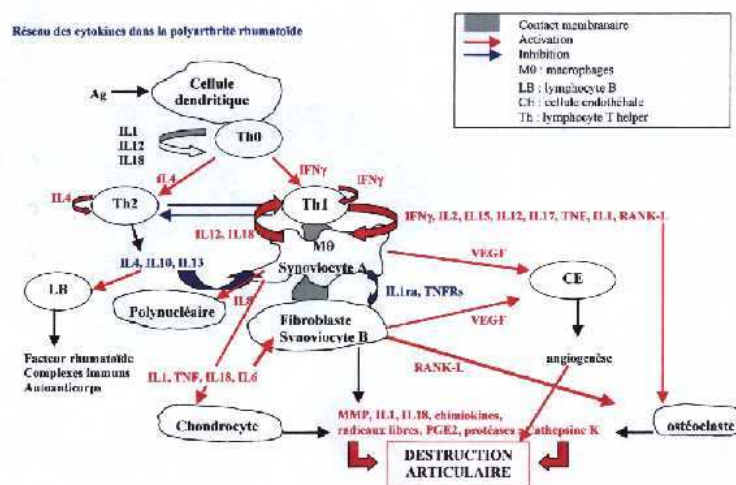 Réseau des cytokines dans la polyarthrite rhumatoïde
Contact membranaire
Activation
Inhibition
MΘ : macrophages
LB : lymphocyte B
CE : cellule endothéliale
Th : lymphocyte T helper
Ag
Cellule
dendritique
Th0
IL1
IL12
IL18
IL4
IFNγ
IL4
Th2
Th1
IFNγ
IFNγ, IL2, IL15, IL12, IL17, TNF, IL1, RANK-L
IL12, IL18
MΘ
Synoviocyte A
VEGF
IL4, IL10, IL13
LB
Polynucléaire
IL8
IL1ra, TNFRs
CE
Fibroblaste
Synoviocyte B
VEGF
Facteur rhumatoïde
Complexes Immuns
Autoanticorps
IL1, TNF, IL18, IL6
RANK-L
angiogenèse
Chondrocyte
MMP, IL1, IL18, chimiokines,
radicaux libres, PGE2, protéases Cathepsine K
ostéoclaste
DESTRUCTION
ARTICULAIRE